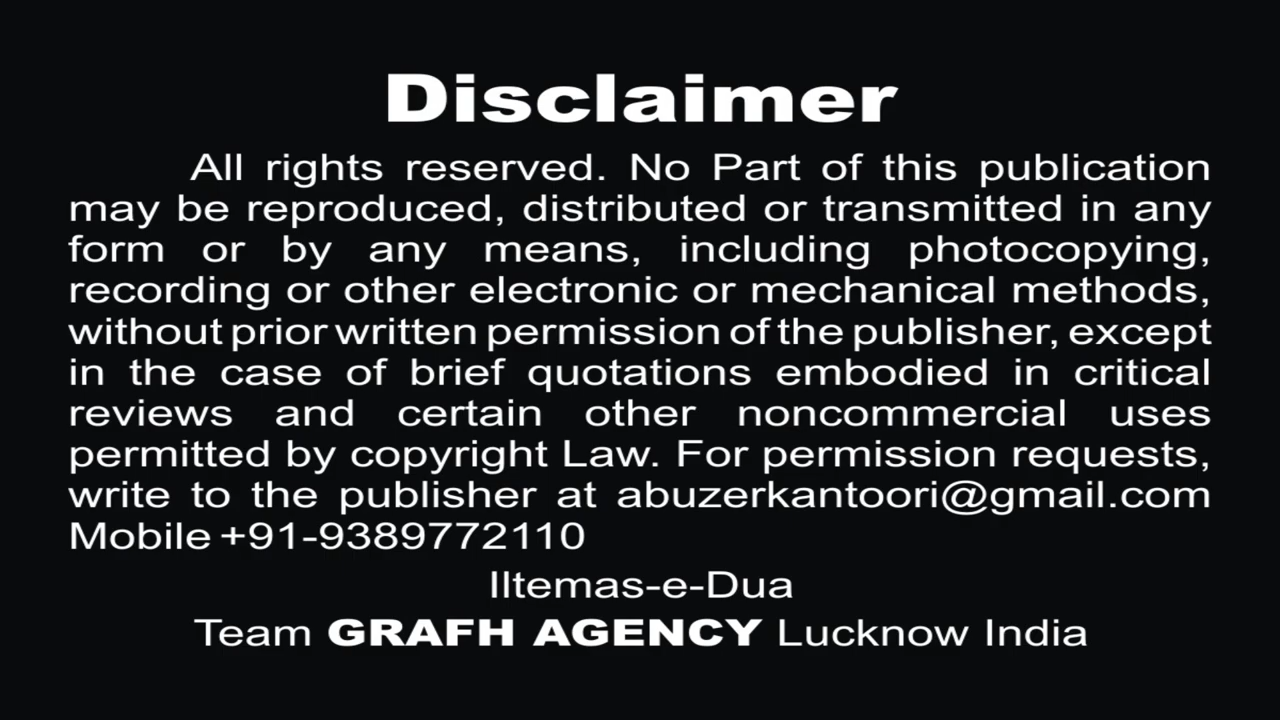 Disclaimer
All rights reserved. No Part of this publication
may be reproduced, distributed or transmitted in any
form or by any means, including photocopying,
recording or other electronic or mechanical methods,
without prior written permission of the publisher, except
in the case of brief quotations embodied in critical
reviews and certain other noncommercial uses
permitted by copyright Law. For permission requests,
write to the publisher at abuzerkantoori@gmail.com
Mobile +91-9389772110
Iltemas-e-Dua
Team GRAFH AGENCY Lucknow India